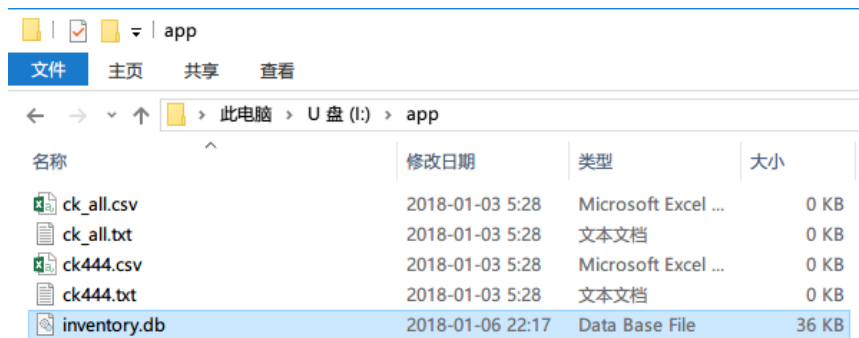 app
文件 主页 共享 查看
此电脑 › U 盘 (I:) › app
名称 修改日期 类型 大小
ck_all.csv 2018-01-03 5:28 Microsoft Excel ... 0 KB
ck_all.txt 2018-01-03 5:28 文本文档 0 KB
ck444.csv 2018-01-03 5:28 Microsoft Excel ... 0 KB
ck444.txt 2018-01-03 5:28 文本文档 0 KB
inventory.db 2018-01-06 22:17 Data Base File 36 KB